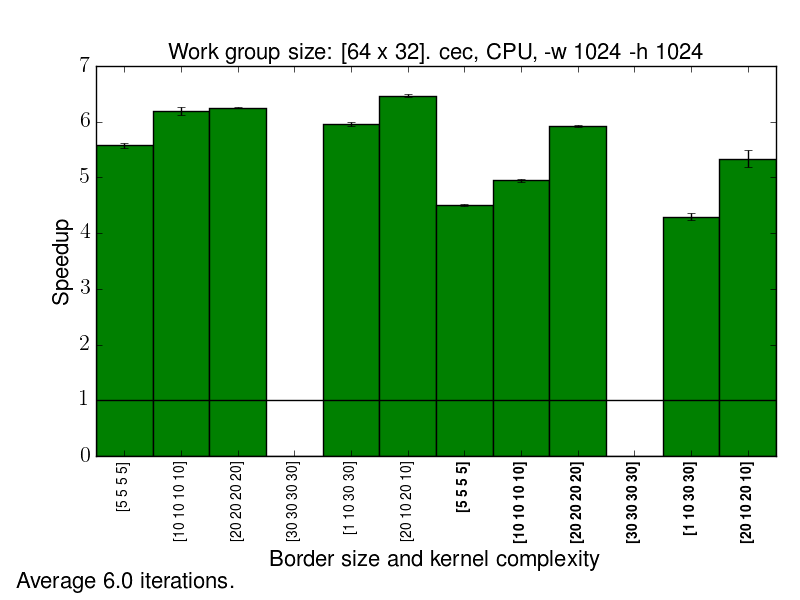 Work group size: [64 x 32]. cec, CPU, -w 1024 -h 1024
7
6
5
4
3
2
1
0
Speedup
[5 5 5 5]
[10 10 10 10]
[20 20 20 20]
[30 30 30 30]
[1 10 30 30]
[20 10 20 10]
[5 5 5 5]
[10 10 10 10]
[20 20 20 20]
[30 30 30 30]
[1 10 30 30]
[20 10 20 10]
Border size and kernel complexity
Average 6.0 iterations.